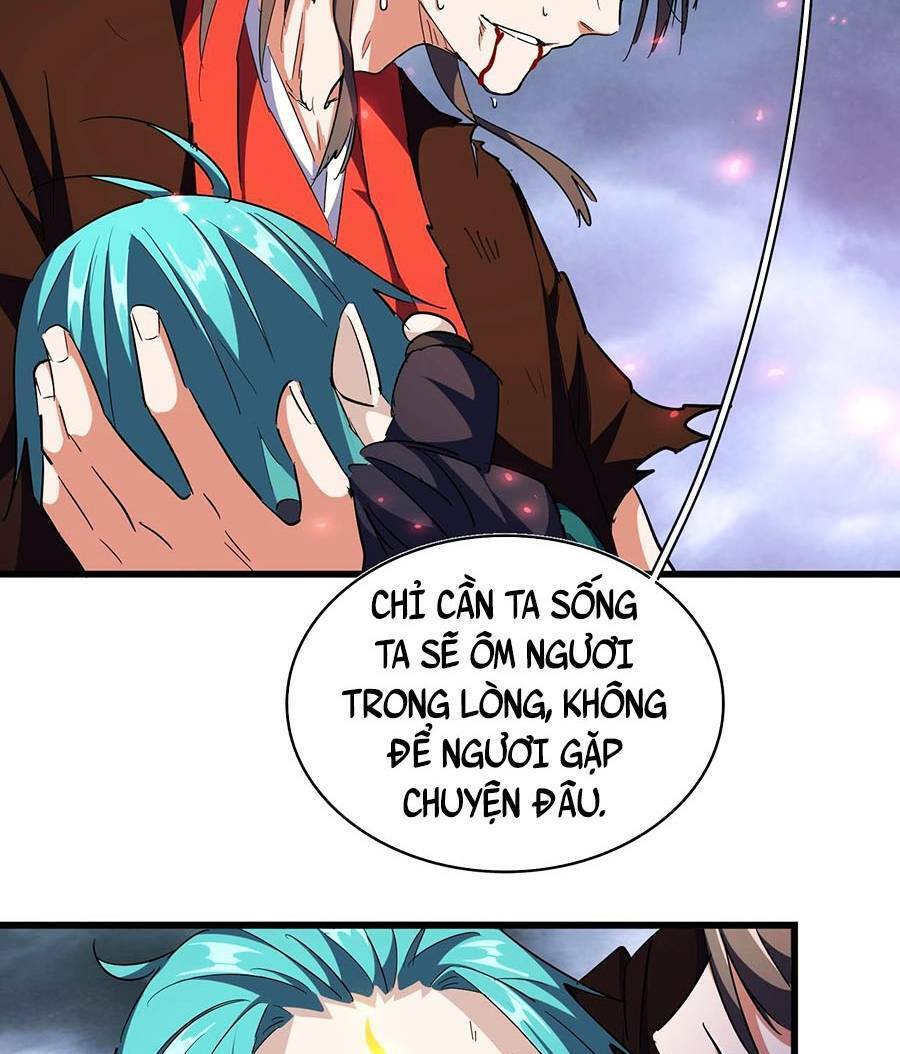 CHỈ CẦN TA SỐNG
TA SẼ ÔM NGƯƠI
TRONG LÒNG, KHÔNG
ĐỂ NGƯƠI GẶP
CHUYỆN ĐÂU.